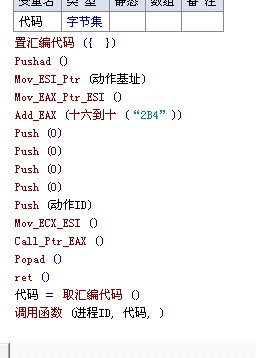 变量名 类 型 静态 数组 备 注
代码 字节集
置汇编代码 ({ })
Pushad ()
Mov_ESI_Ptr (动作基址)
Mov_EAX_Ptr_ESI ()
Add_EAX (十六到十 (“2B4”))
Push (0)
Push (0)
Push (0)
Push (0)
Push (动作ID)
Mov_ECX_ESI ()
Call_Ptr_EAX ()
Popad ()
ret ()
代码 = 取汇编代码 ()
调用函数 (进程ID, 代码, )